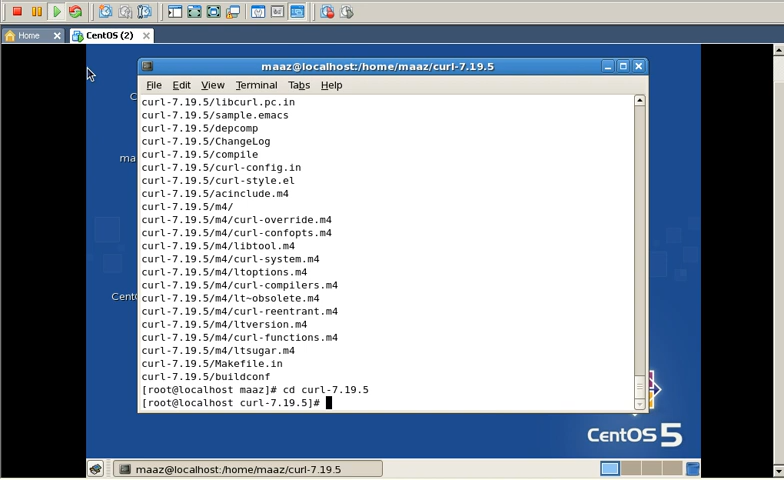 Home
CentOS (2)
maaz@localhost:/home/maaz/curl-7.19.5
File Edit View Terminal Tabs Help
curl-7.19.5/libcurl.pc.in
curl-7.19.5/sample.emacs
curl-7.19.5/depcomp
curl-7.19.5/ChangeLog
curl-7.19.5/compile
curl-7.19.5/curl-config.in
curl-7.19.5/curl-style.el
curl-7.19.5/acinclude.m4
curl-7.19.5/m4/
curl-7.19.5/m4/curl-override.m4
curl-7.19.5/m4/curl-confopts.m4
curl-7.19.5/m4/libtool.m4
curl-7.19.5/m4/curl-system.m4
curl-7.19.5/m4/ltoptions.m4
curl-7.19.5/m4/curl-compilers.m4
curl-7.19.5/m4/lt~obsolete.m4
curl-7.19.5/m4/curl-reentrant.m4
curl-7.19.5/m4/ltversion.m4
curl-7.19.5/m4/curl-functions.m4
curl-7.19.5/m4/ltsugar.m4
curl-7.19.5/Makefile.in
curl-7.19.5/buildconf
[root@localhost maaz]# cd curl-7.19.5
[root@localhost curl-7.19.5]#
C
ma
Cent
CentOS 5
maaz@localhost:/home/maaz/curl-7.19.5